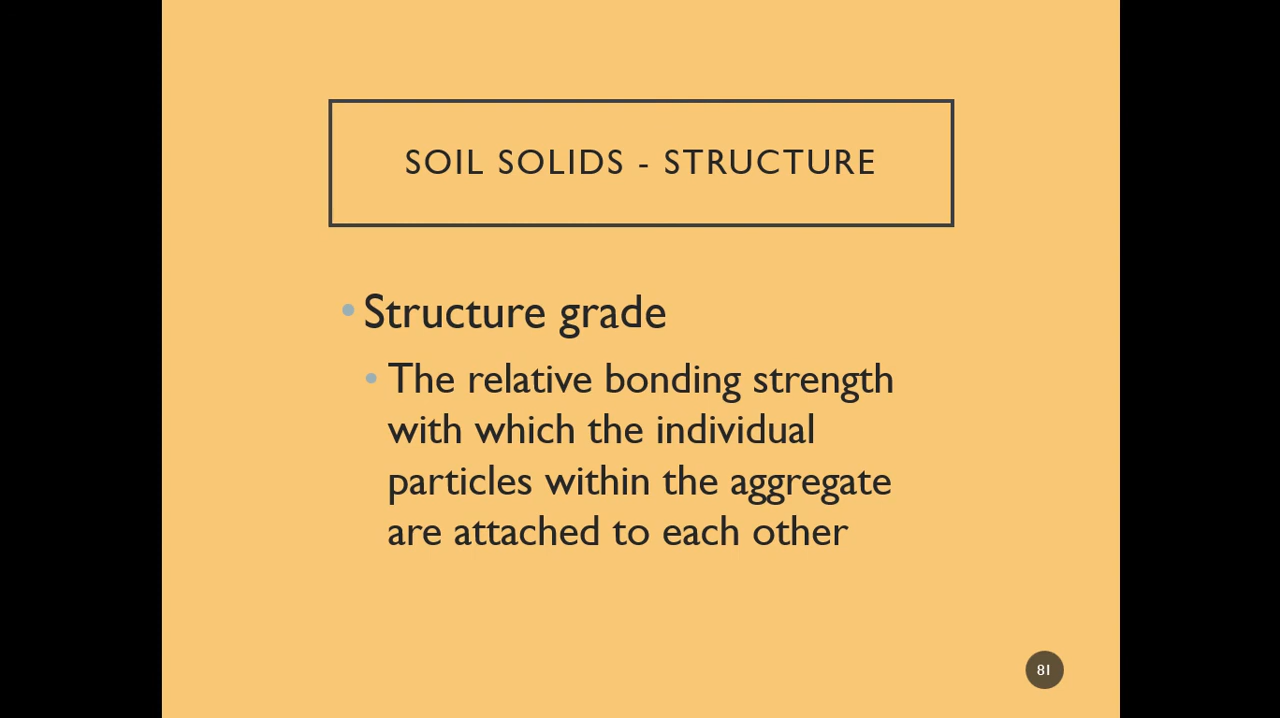 SOIL SOLIDS - STRUCTURE
• Structure grade
• The relative bonding strength
with which the individual
particles within the aggregate
are attached to each other
81